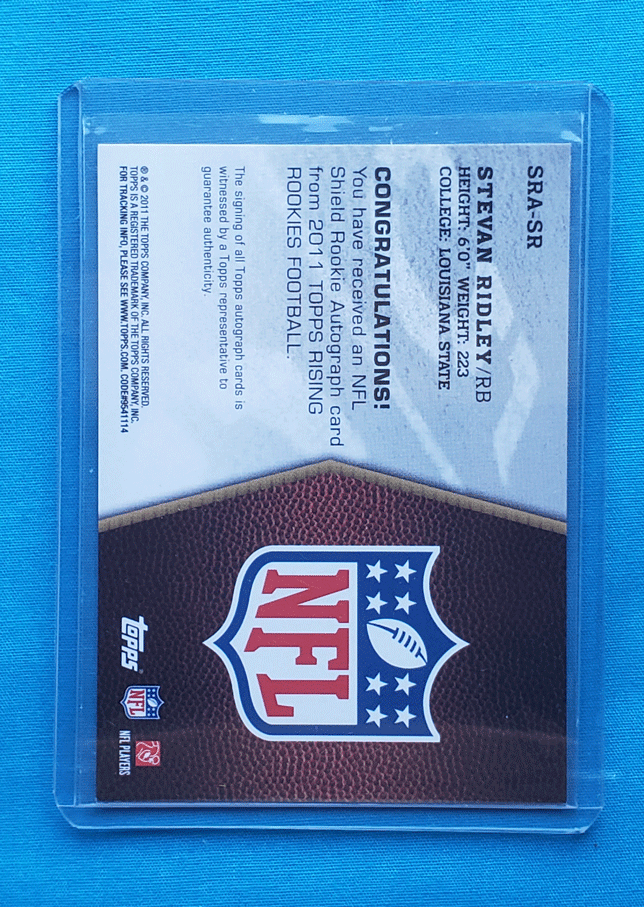 SRA-SR
STEVAN RIDLEY/RB
HEIGHT: 6'0" WEIGHT: 223
COLLEGE: LOUISIANA STATE
CONGRATULATIONS!
You have received an NFL
Shield Rookie Autograph card
from 2011 TOPPS RISING
ROOKIES FOOTBALL.
The signing of all Topps autograph cards is
witnessed by a Topps representative to
guarantee authenticity.
® & © 2011 THE TOPPS COMPANY, INC. ALL RIGHTS RESERVED.
TOPPS IS A REGISTERED TRADEMARK OF THE TOPPS COMPANY, INC.
FOR TRACKING INFO, PLEASE SEE WWW.TOPPS.COM. CODE#9541114
NFL
topps®
NFL
NFL PLAYERS